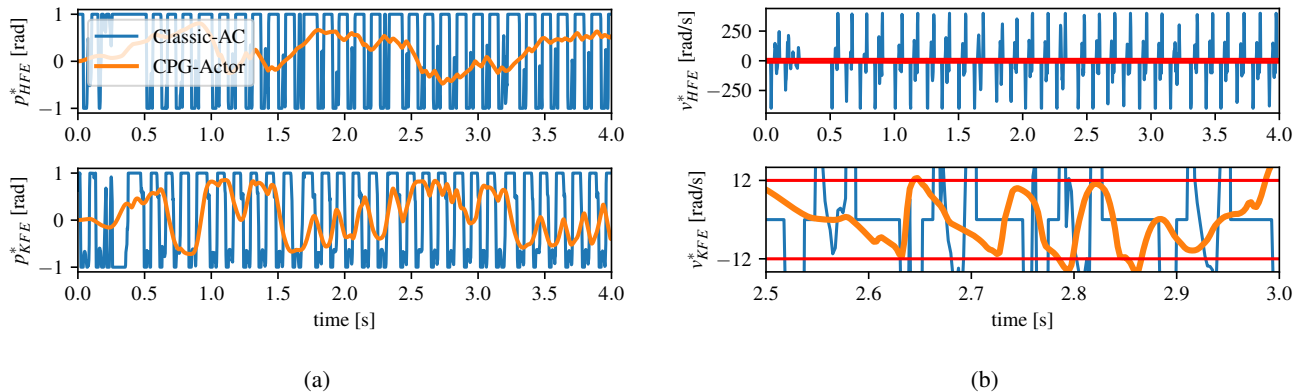 1
0
−1
p*HFE [rad]
Classic-AC
CPG-Actor
0.0 0.5 1.0 1.5 2.0 2.5 3.0 3.5 4.0
1
0
−1
p*KFE [rad]
0.0 0.5 1.0 1.5 2.0 2.5 3.0 3.5 4.0
time [s]
(a)
250
0
−250
v*HFE [rad/s]
0.0 0.5 1.0 1.5 2.0 2.5 3.0 3.5 4.0
12
−12
v*KFE [rad/s]
2.5 2.6 2.7 2.8 2.9 3.0
time [s]
(b)